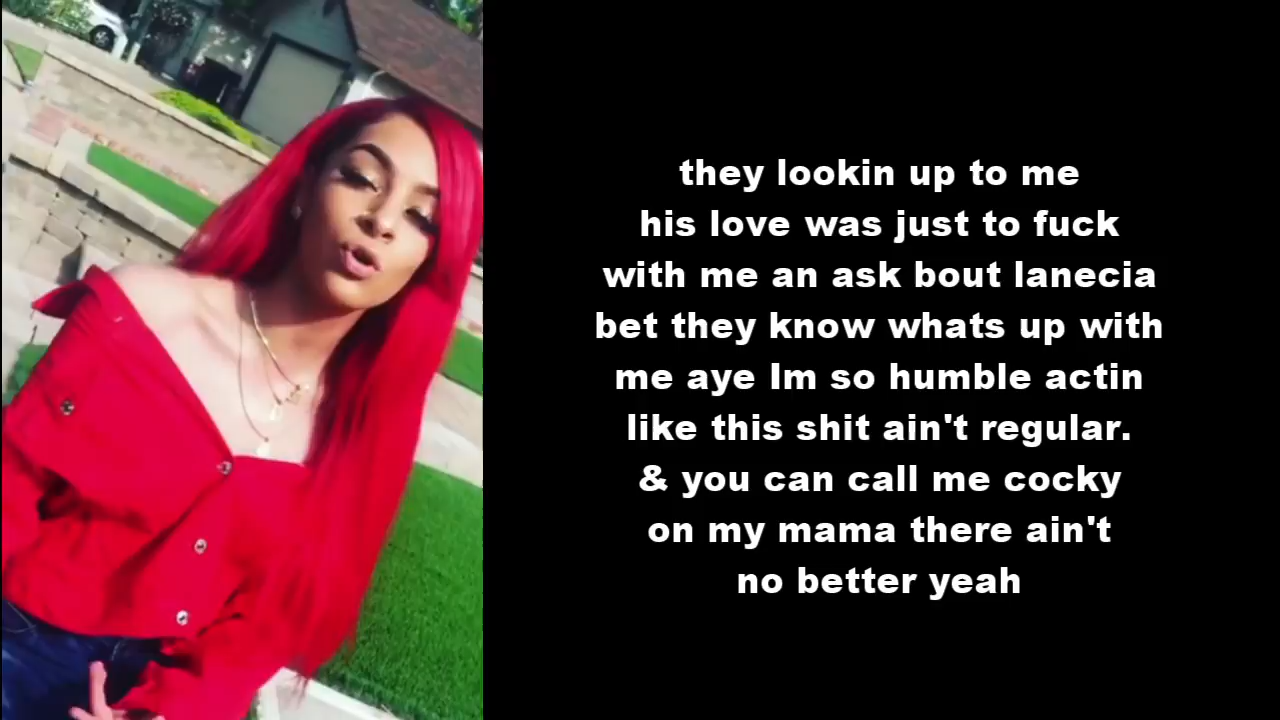 they lookin up to me
his love was just to fuck
with me an ask bout lanecia
bet they know whats up with
me aye Im so humble actin
like this shit ain't regular.
& you can call me cocky
on my mama there ain't
no better yeah